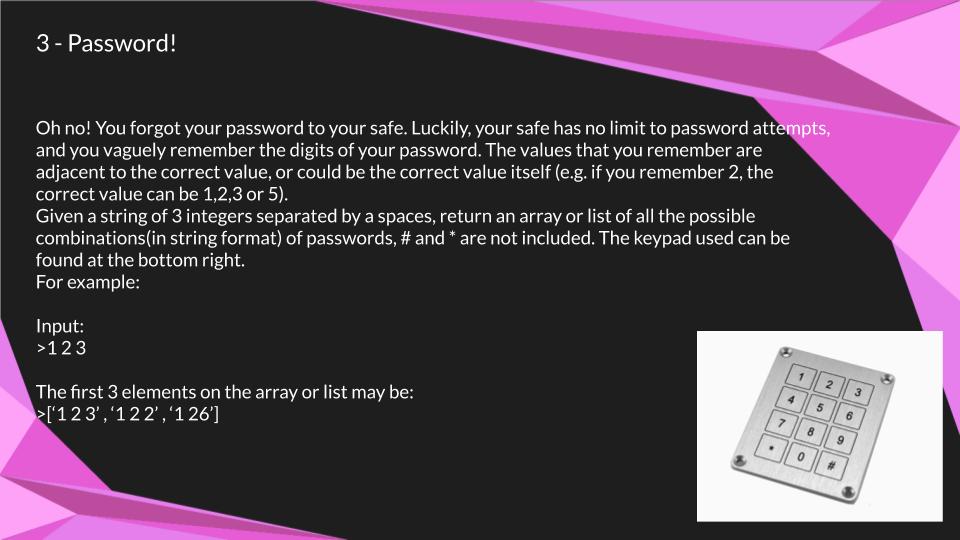 3 - Password!
Oh no! You forgot your password to your safe. Luckily, your safe has no limit to password attempts,
and you vaguely remember the digits of your password. The values that you remember are
adjacent to the correct value, or could be the correct value itself (e.g. if you remember 2, the
correct value can be 1,2,3 or 5).
Given a string of 3 integers separated by a spaces, return an array or list of all the possible
combinations(in string format) of passwords, # and * are not included. The keypad used can be
found at the bottom right.
For example:
Input:
>1 2 3
The first 3 elements on the array or list may be:
>[‘1 2 3’ , ‘1 2 2’ , ‘1 26’]
1 2 3
4 5 6
7 8 9
* 0 #